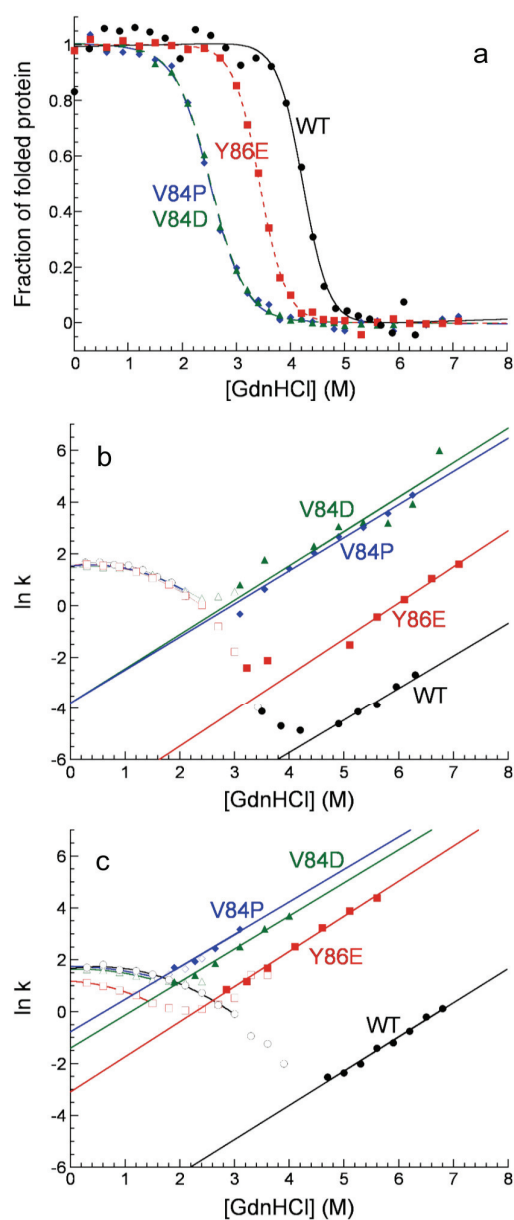 a
Fraction of folded protein
1
0.8
0.6
0.4
0.2
0
WT
Y86E
V84P
V84D
0 1 2 3 4 5 6 7 8
[GdnHCl] (M)
b
ln k
6
4
2
0
-2
-4
-6
V84D
V84P
Y86E
WT
0 1 2 3 4 5 6 7 8
[GdnHCl] (M)
c
ln k
6
4
2
0
-2
-4
-6
V84P
V84D
Y86E
WT
0 1 2 3 4 5 6 7 8
[GdnHCl] (M)